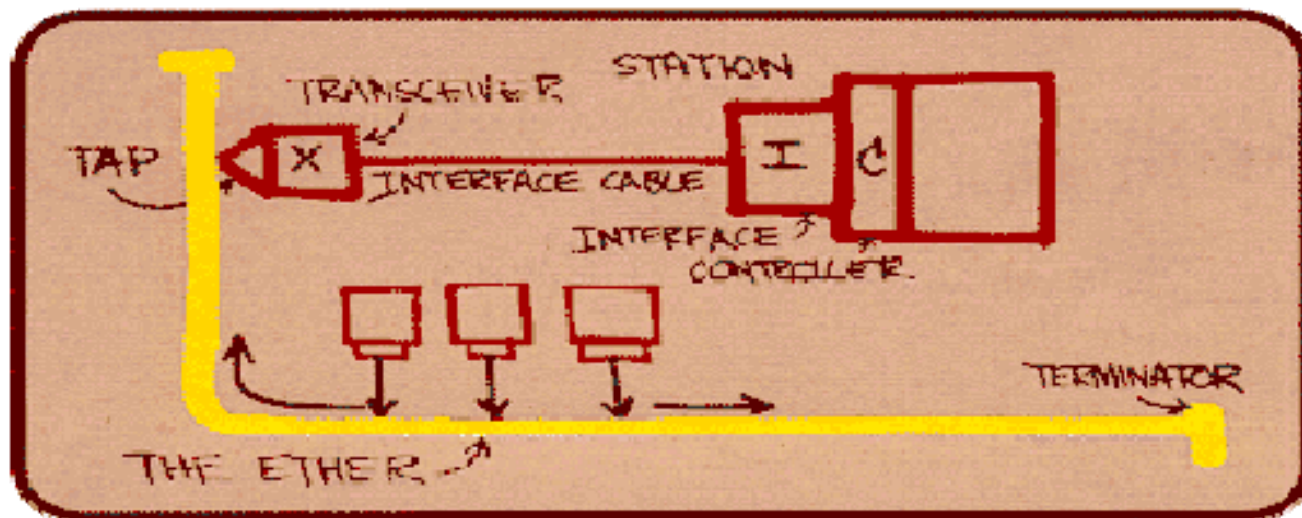 STATION
TRANSCEIVER
TAP
X
I
C
INTERFACE CABLE
INTERFACE
CONTROLLER
TERMINATOR
THE ETHER